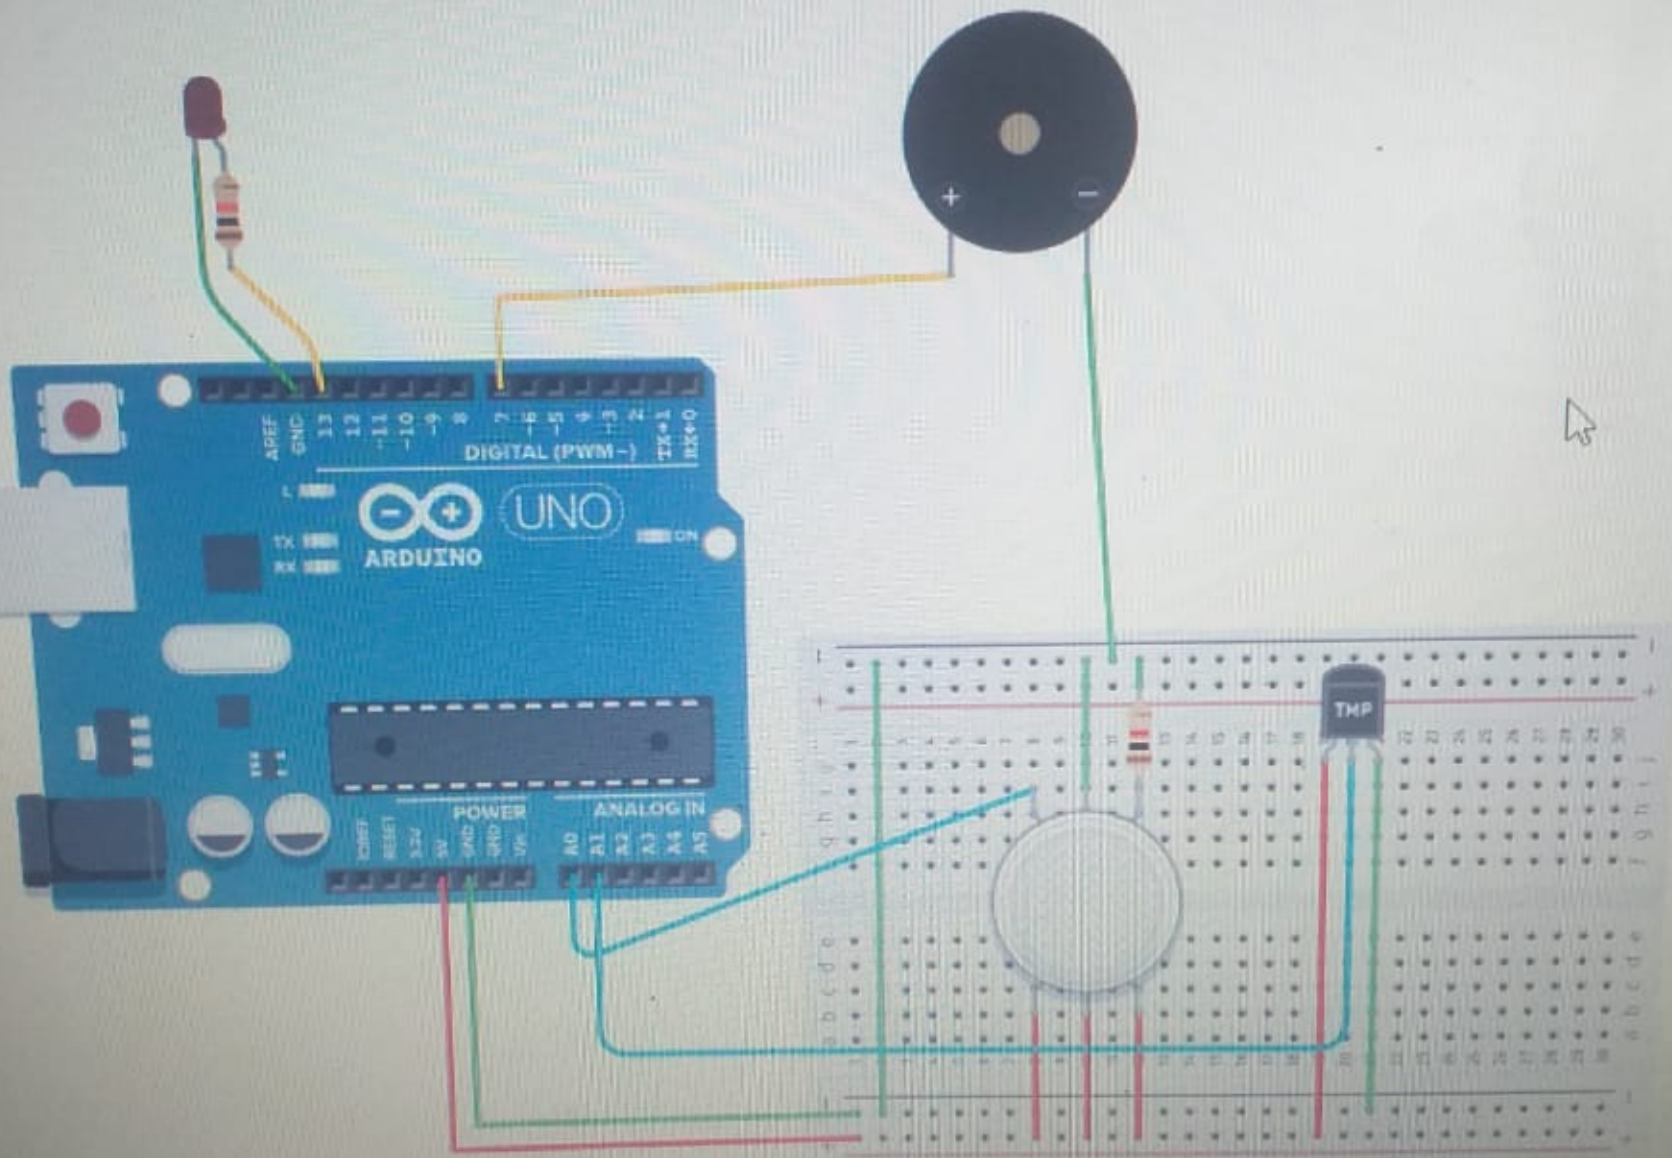 + −
AREF
GND
13
12
~11
~10
~9
8
7
~6
~5
4
~3
2
TX→1
RX←0
DIGITAL (PWM~)
L
TX
RX
UNO
ARDUINO
ON
POWER
ANALOG IN
IOREF
RESET
3.3V
5V
GND
GND
Vin
A0
A1
A2
A3
A4
A5
TMP